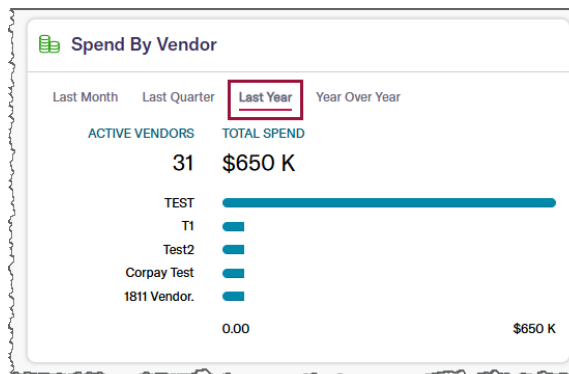 Spend By Vendor
Last Month Last Quarter Last Year Year Over Year
ACTIVE VENDORS TOTAL SPEND
31 $650 K
TEST
T1
Test2
Corpay Test
1811 Vendor.
0.00 $650 K